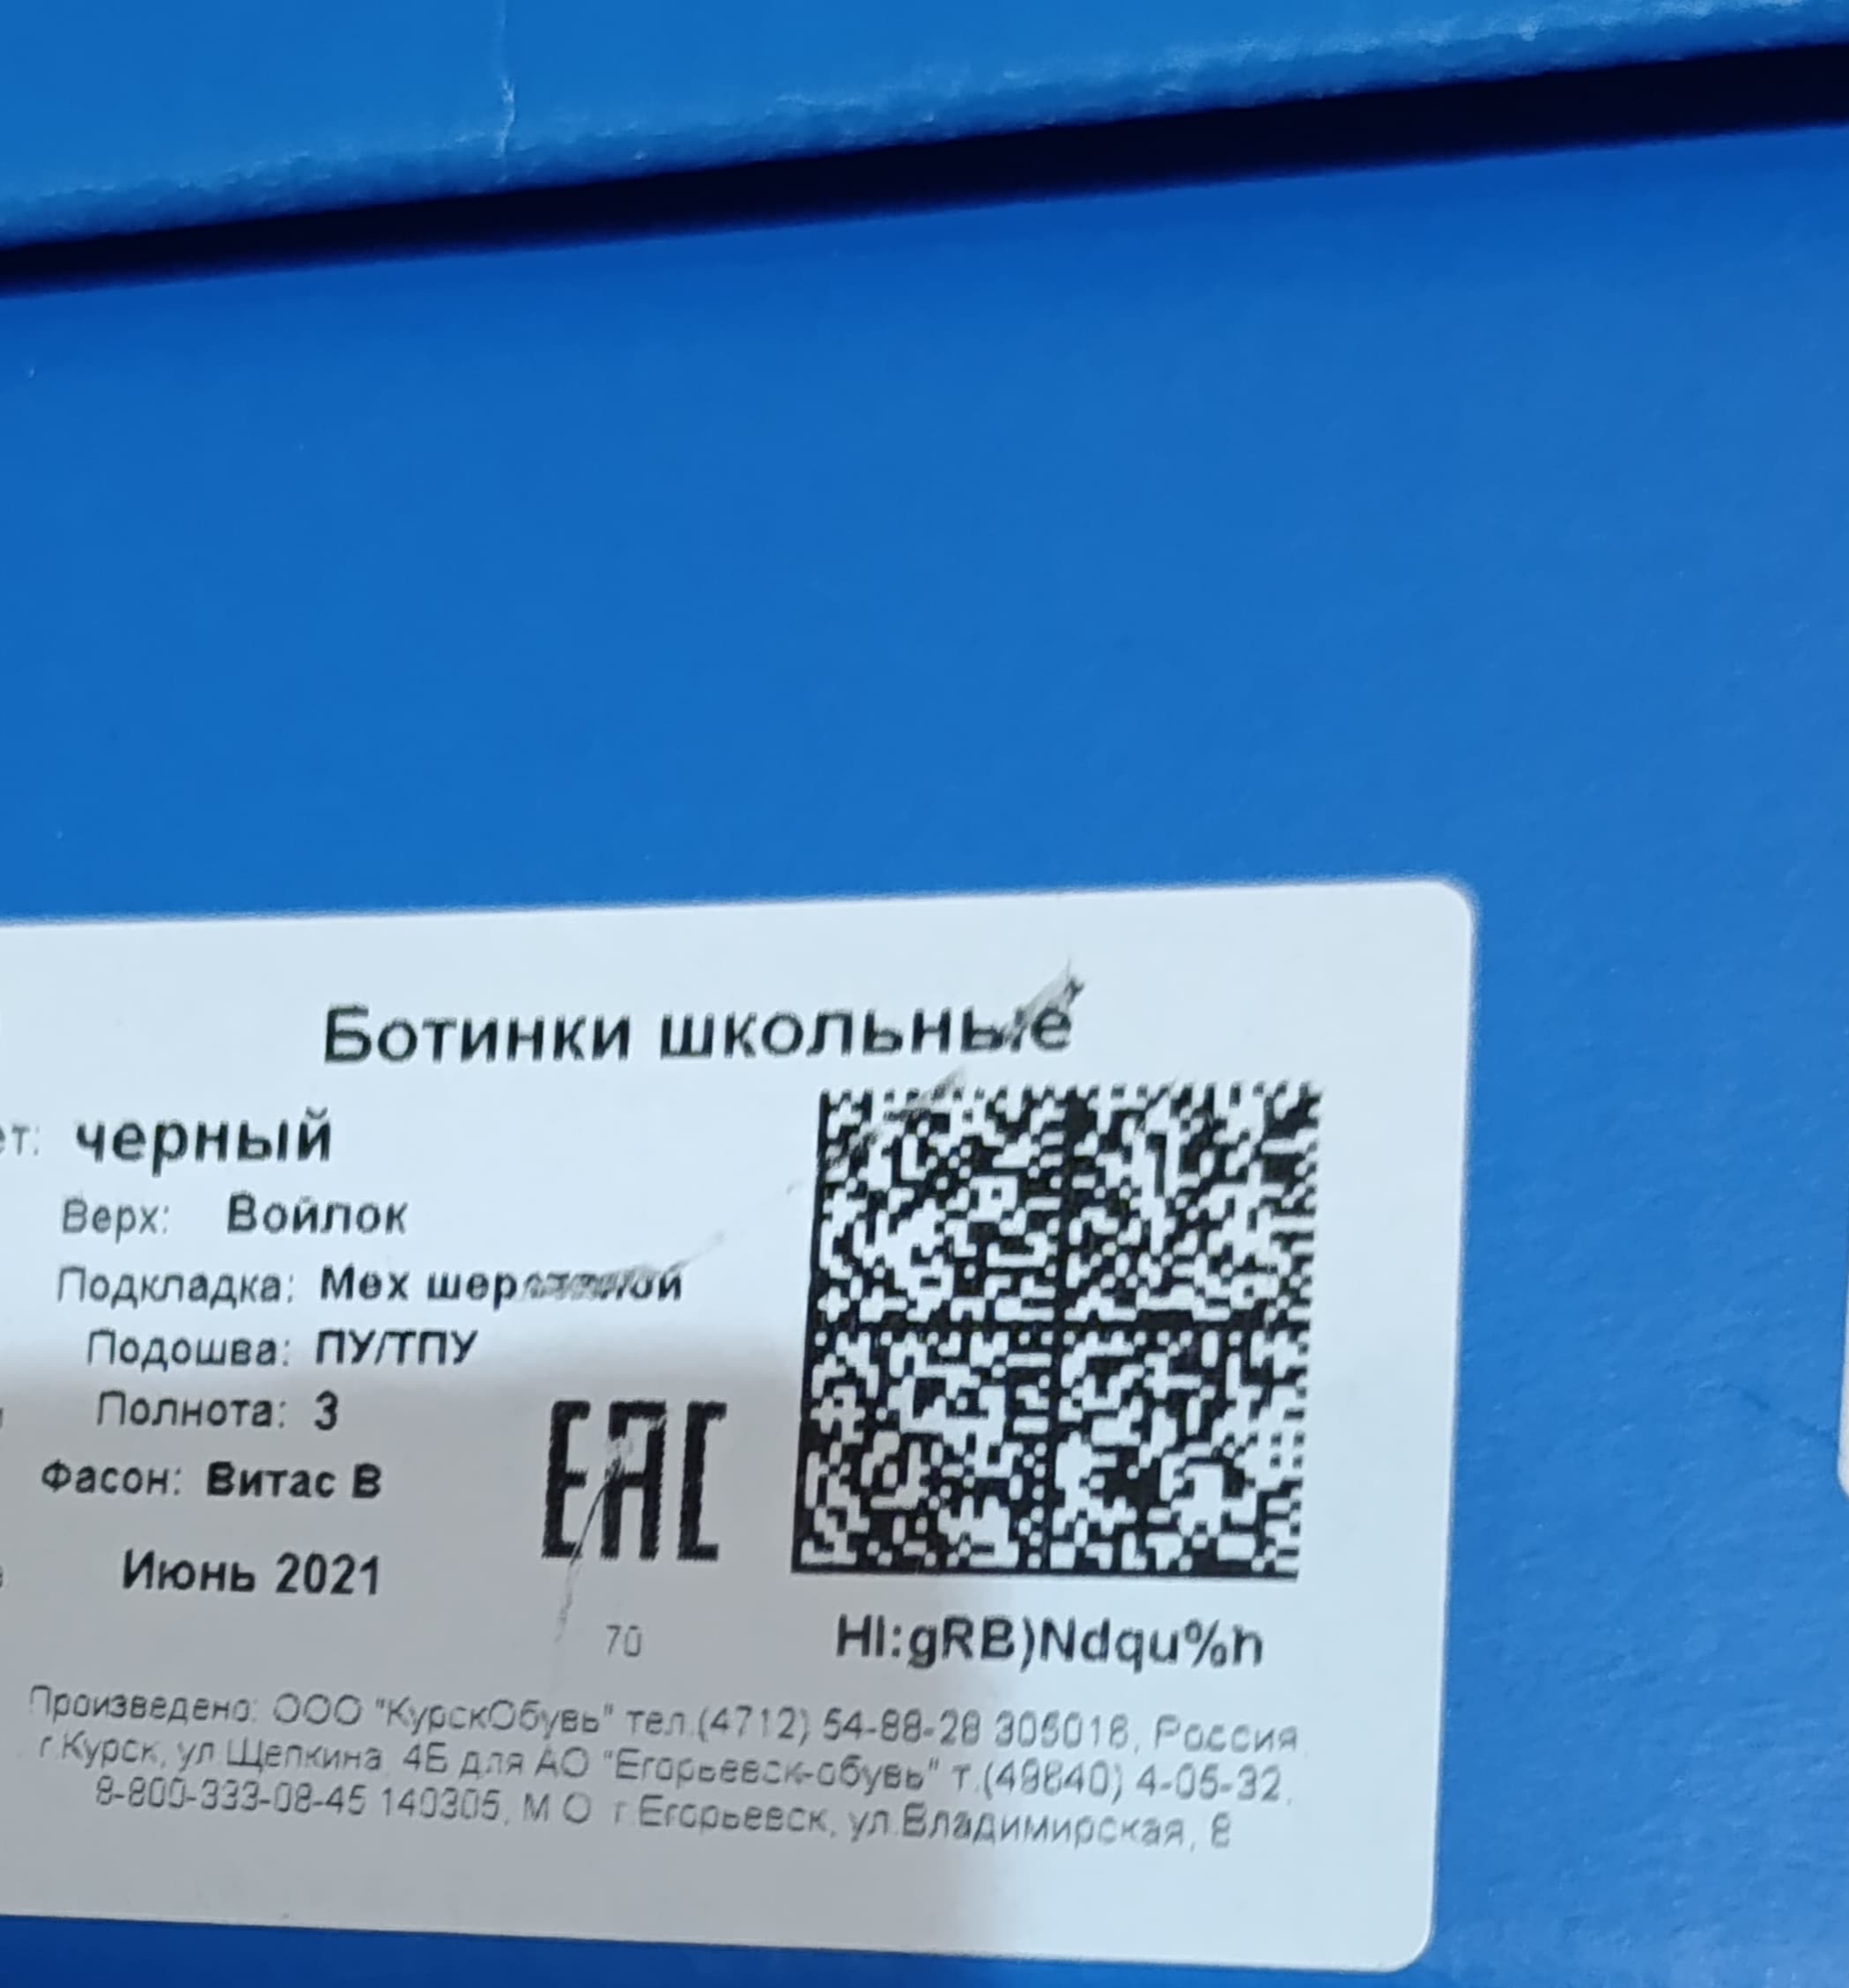 Ботинки школьные
ет: черный
Верх: Войлок
Подкладка: Мех шерстяной
Подошва: ПУ/ТПУ
Полнота: 3
Фасон: Витас В
ЕАС
Июнь 2021
70
HI:gRB)Ndqu%h
Произведено: ООО "КурскОбувь" тел.(4712) 54-88-28 305018, Россия
г.Курск, ул.Щепкина, 4Б для АО "Егорьевск-обувь" т.(49640) 4-05-32,
8-800-333-08-45 140305, М О г.Егорьевск, ул.Владимирская, 8